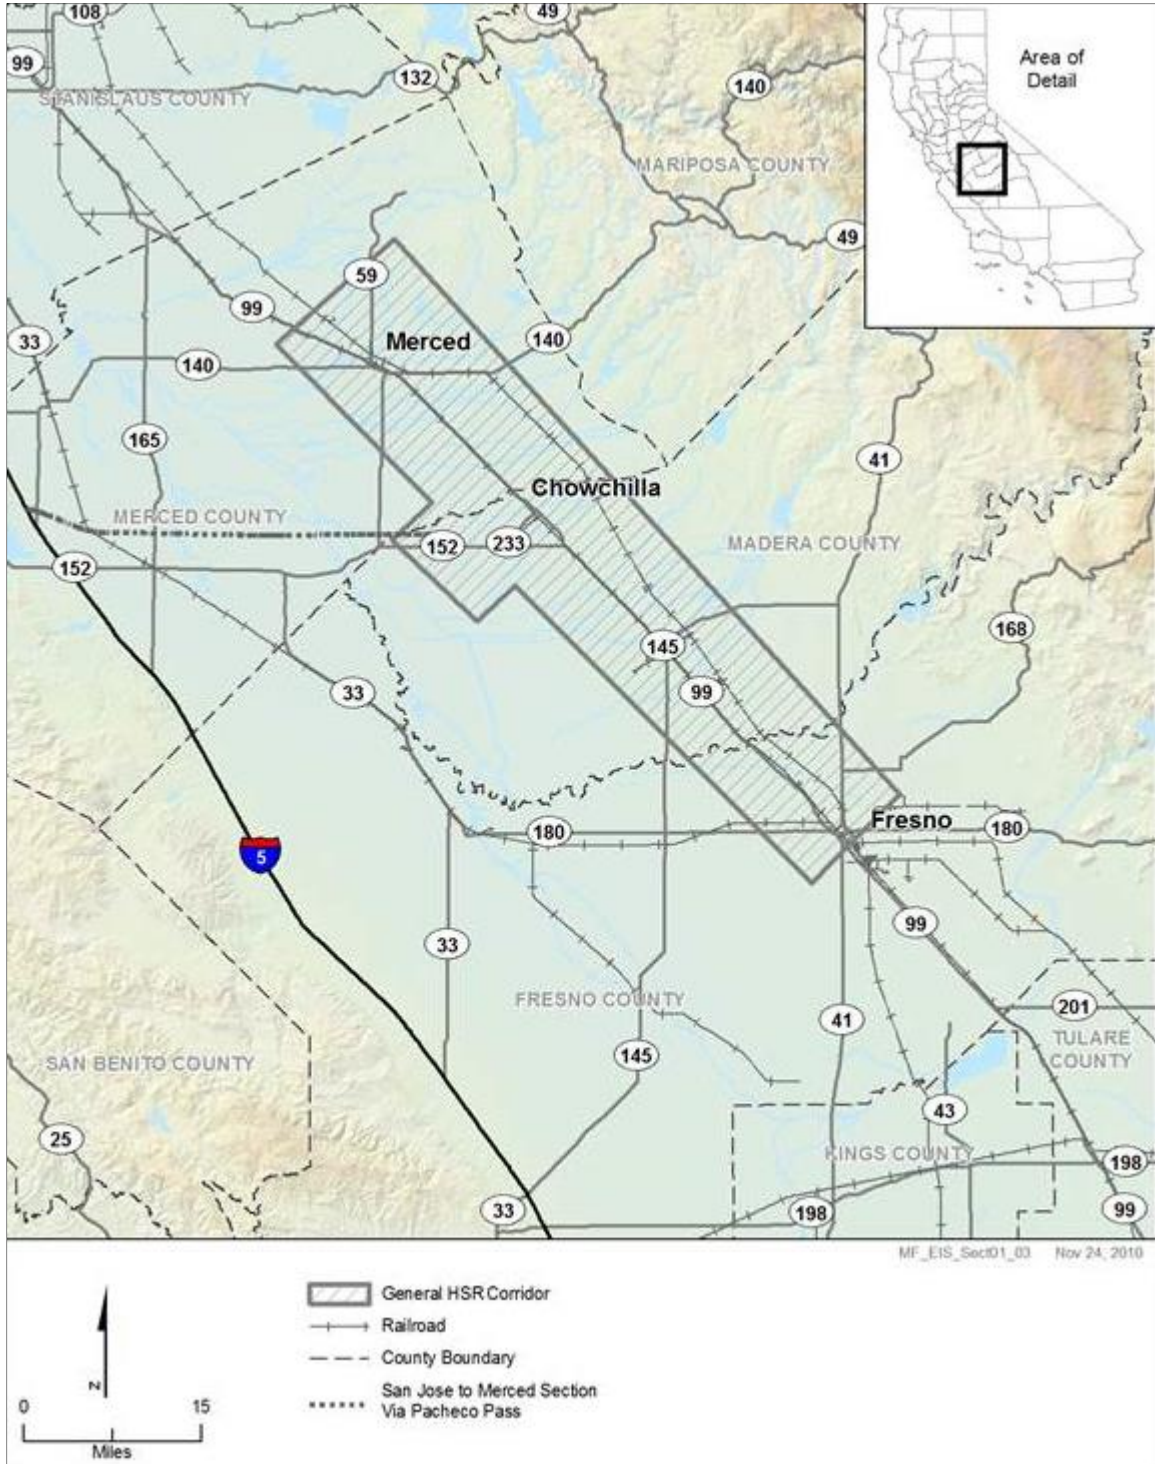 108
49
99
132
STANISLAUS COUNTY
140
Area of
Detail
MARIPOSA COUNTY
49
59
99
33
Merced
140
140
165
41
Chowchilla
MERCED COUNTY
152
233
MADERA COUNTY
152
168
145
33
99
Fresno
180
180
5
99
33
FRESNO COUNTY
201
41
TULARE
COUNTY
145
SAN BENITO COUNTY
43
25
KINGS COUNTY
198
33
198
99
MF_EIS_Sect01_03 Nov 24, 2010
General HSR Corridor
Railroad
County Boundary
San Jose to Merced Section
Via Pacheco Pass
N
0 15
Miles